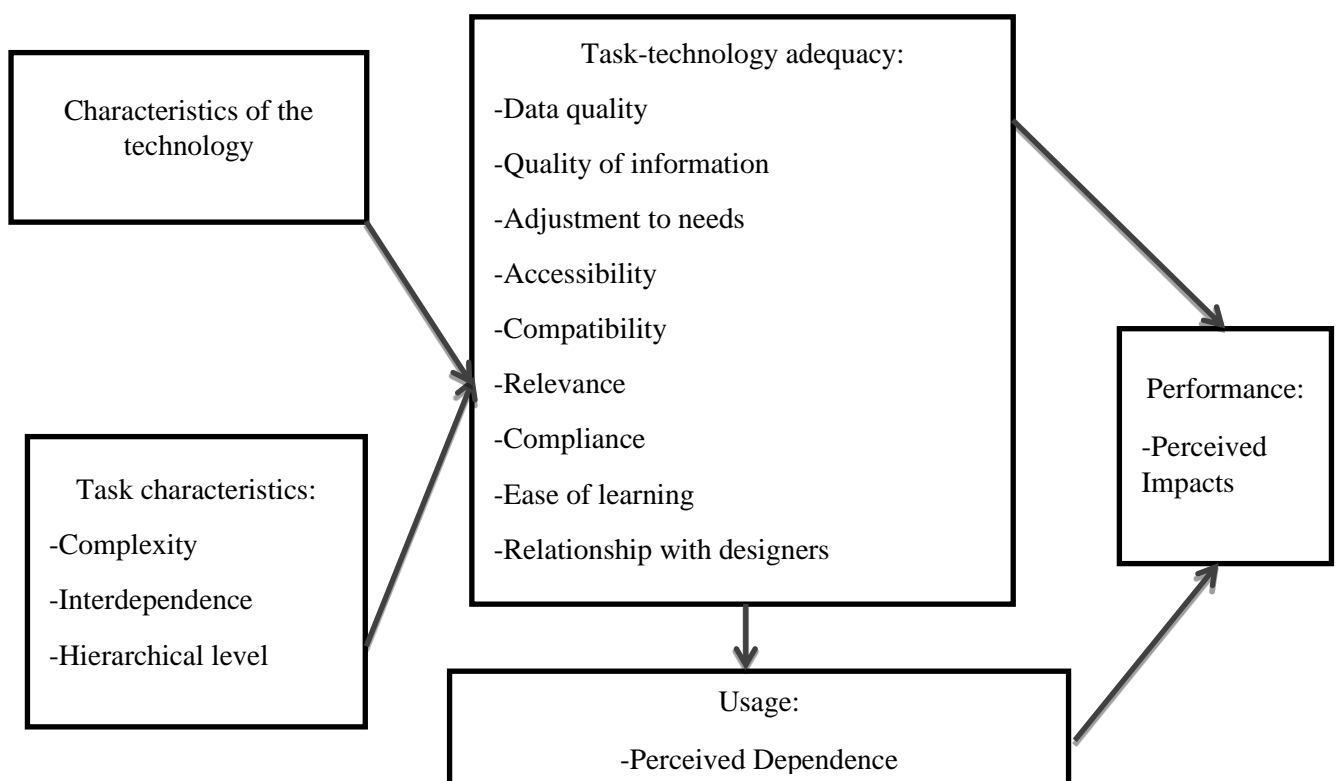 Characteristics of the
technology
Task characteristics:
-Complexity
-Interdependence
-Hierarchical level
Task-technology adequacy:
-Data quality
-Quality of information
-Adjustment to needs
-Accessibility
-Compatibility
-Relevance
-Compliance
-Ease of learning
-Relationship with designers
Usage:
-Perceived Dependence
Performance:
-Perceived
Impacts